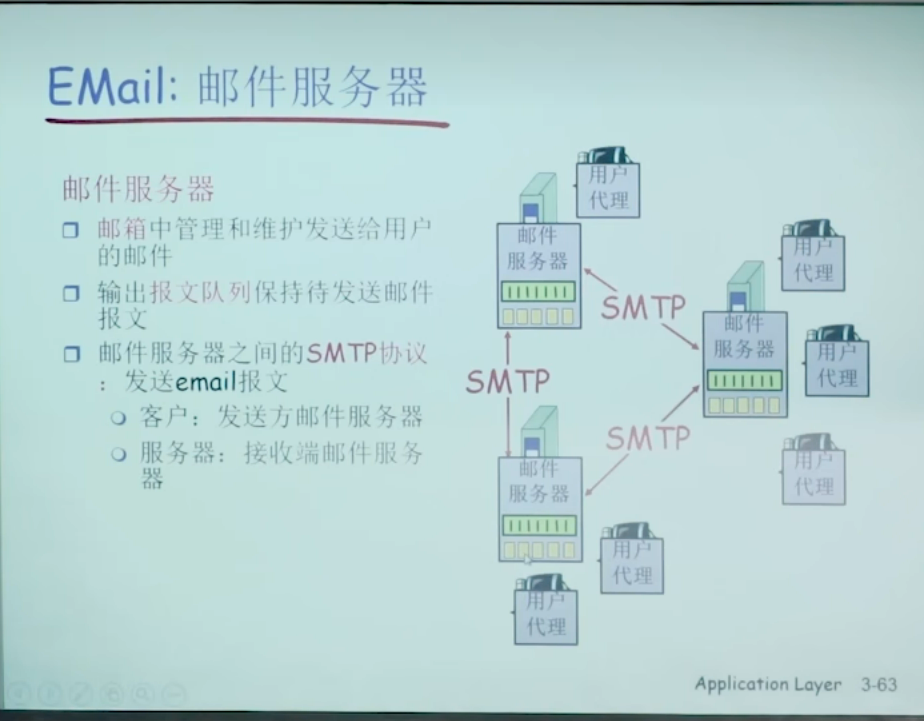 EMail: 邮件服务器
邮件服务器
邮箱中管理和维护发送给用户
的邮件
输出报文队列保持待发送邮件
报文
邮件服务器之间的SMTP协议
：发送email报文
客户：发送方邮件服务器
服务器：接收端邮件服务
器
用户
代理
邮件
服务器
用户
代理
SMTP
邮件
服务器
用户
代理
SMTP
SMTP
用户
代理
邮件
服务器
用户
代理
用户
代理
Application Layer 3-63